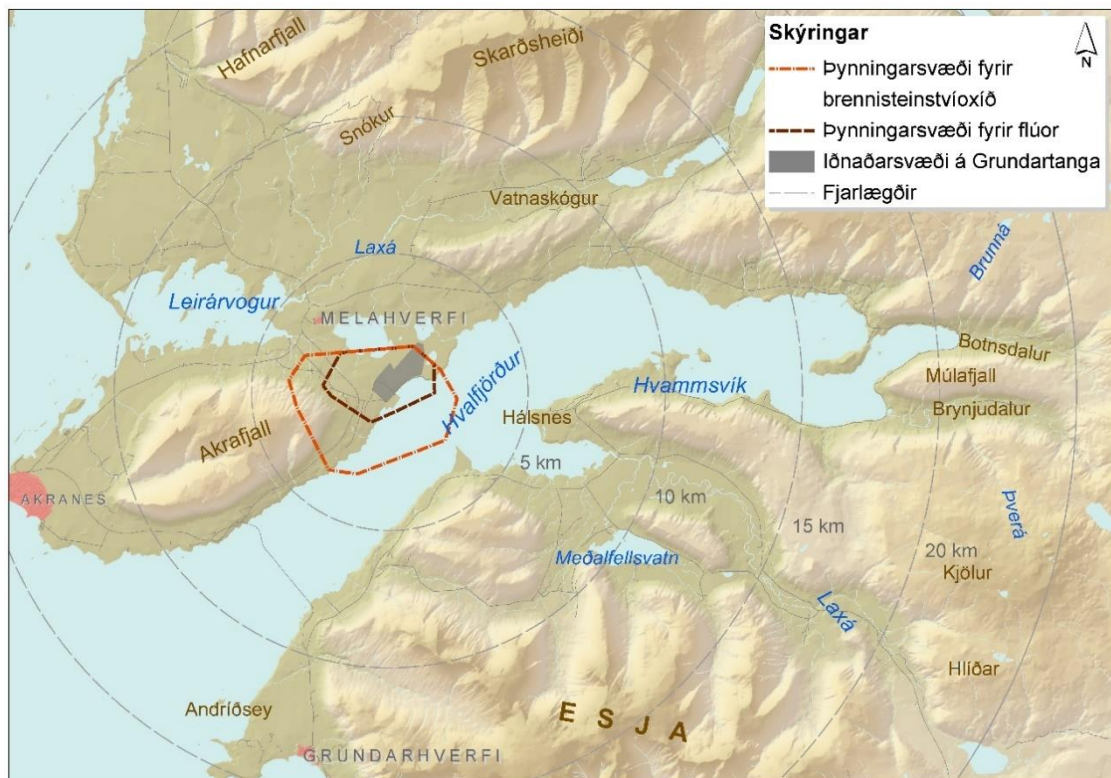 Skýringar
N
Þynningarsvæði fyrir
brennisteinstvíoxíð
Þynningarsvæði fyrir flúor
Iðnaðarsvæði á Grundartanga
Fjarlægðir
Hafnarfjall
Skarðsheiði
Snókur
Vatnaskógur
Laxá
Brunná
Leirárvogur
MELAHVERFI
Botnsdalur
Múlafjall
Hvammsvík
Brynjudalur
Hvalfjörður
Hálsnes
Akrafjall
5 km
AKRANES
10 km
15 km
Þverá
20 km
Meðalfellsvatn
Kjölur
Laxá
Hlíðar
Andríðsey
ESJA
GRUNDARHVERFI